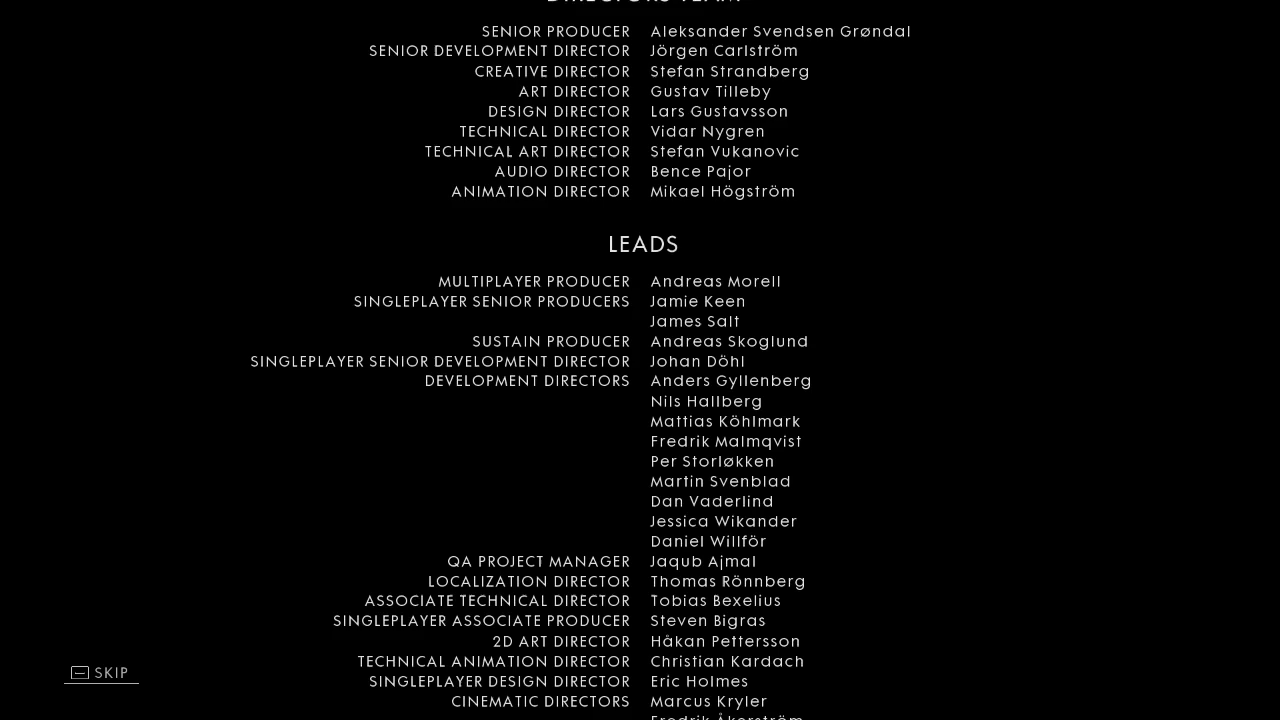 DIRECTORS TEAM
SENIOR PRODUCER Aleksander Svendsen Grøndal
SENIOR DEVELOPMENT DIRECTOR Jörgen Carlström
CREATIVE DIRECTOR Stefan Strandberg
ART DIRECTOR Gustav Tilleby
DESIGN DIRECTOR Lars Gustavsson
TECHNICAL DIRECTOR Vidar Nygren
TECHNICAL ART DIRECTOR Stefan Vukanovic
AUDIO DIRECTOR Bence Pajor
ANIMATION DIRECTOR Mikael Högström
LEADS
MULTIPLAYER PRODUCER Andreas Morell
SINGLEPLAYER SENIOR PRODUCERS Jamie Keen
James Salt
SUSTAIN PRODUCER Andreas Skoglund
SINGLEPLAYER SENIOR DEVELOPMENT DIRECTOR Johan Döhl
DEVELOPMENT DIRECTORS Anders Gyllenberg
Nils Hallberg
Mattias Köhlmark
Fredrik Malmqvist
Per Storløkken
Martin Svenblad
Dan Vaderlind
Jessica Wikander
Daniel Willför
QA PROJECT MANAGER Jaqub Ajmal
LOCALIZATION DIRECTOR Thomas Rönnberg
ASSOCIATE TECHNICAL DIRECTOR Tobias Bexelius
SINGLEPLAYER ASSOCIATE PRODUCER Steven Bigras
2D ART DIRECTOR Håkan Pettersson
TECHNICAL ANIMATION DIRECTOR Christian Kardach
SINGLEPLAYER DESIGN DIRECTOR Eric Holmes
CINEMATIC DIRECTORS Marcus Kryler
Fredrik Åkerström
SKIP